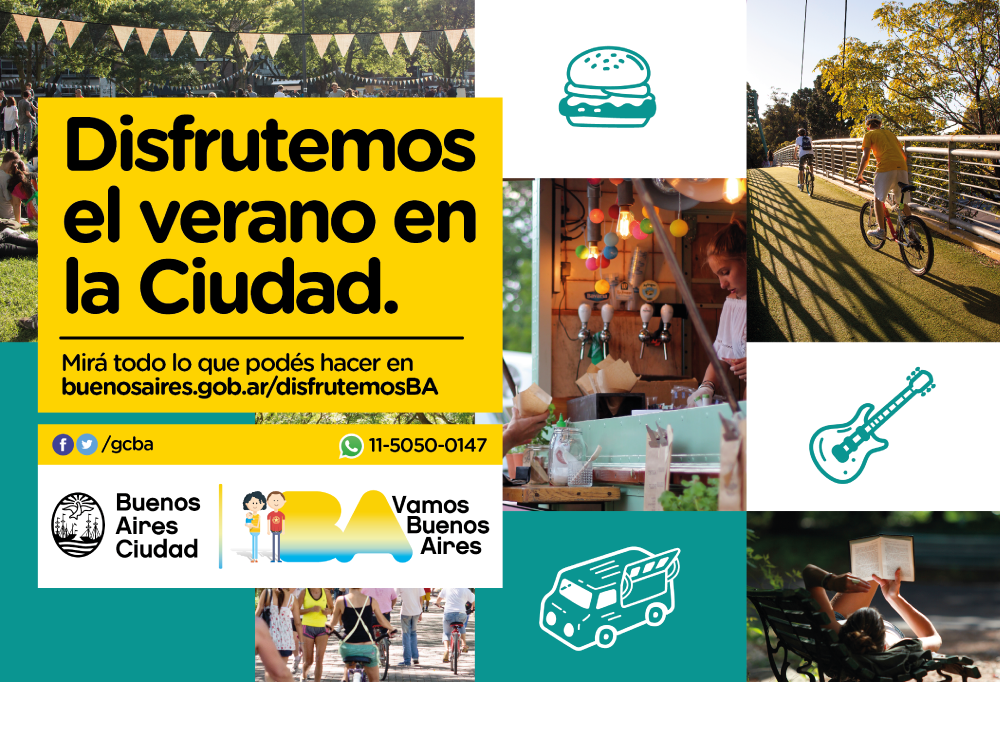 Disfrutemos
el verano en
la Ciudad.
Mirá todo lo que podés hacer en
buenosaires.gob.ar/disfrutemosBA
/gcba
11-5050-0147
Buenos
Aires
Ciudad
BA
Vamos
Buenos
Aires